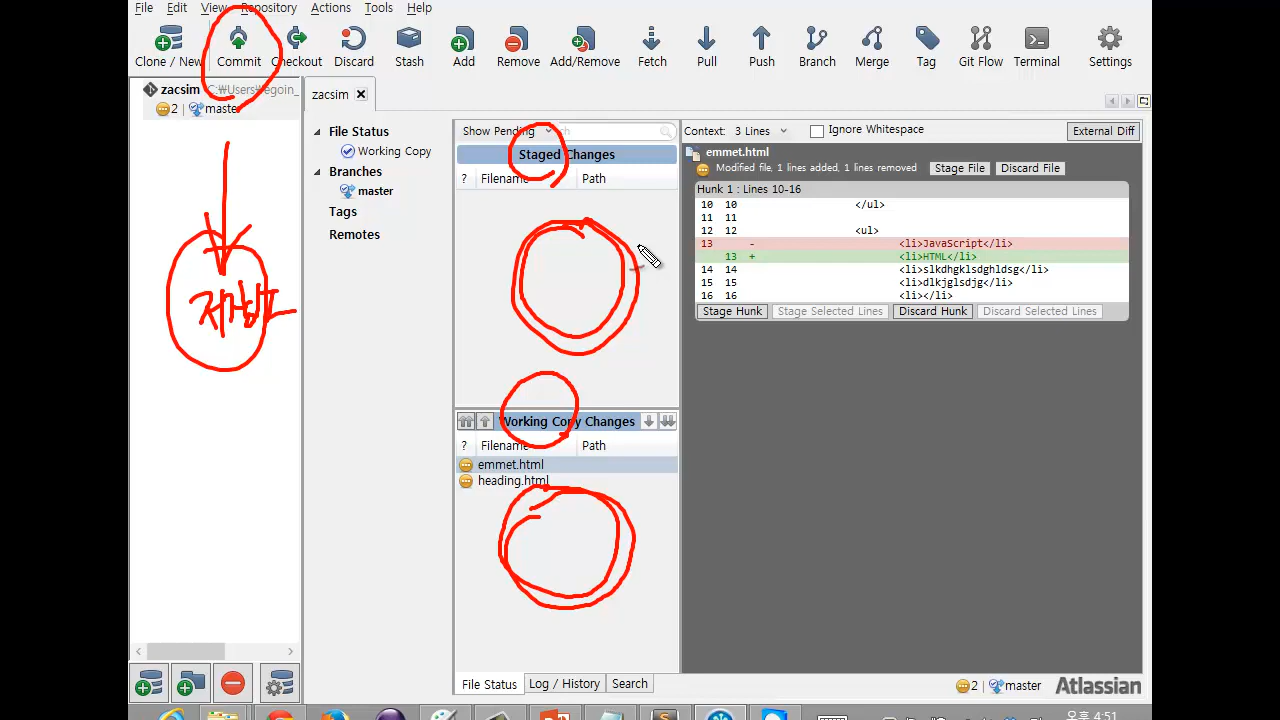 File Edit View Repository Actions Tools Help
Clone / New Commit Checkout Discard Stash Add Remove Add/Remove Fetch Pull Push Branch Merge Tag Git Flow Terminal Settings
zacsim C:₩Users₩egoin_
2 master
zacsim
File Status
Working Copy
Branches
master
Tags
Remotes
Show Pending
Staged Changes
? Filename Path
Working Copy Changes
? Filename Path
emmet.html
heading.html
Context: 3 Lines Ignore Whitespace External Diff
emmet.html
Modified file, 1 lines added, 1 lines removed Stage File Discard File
Hunk 1 : Lines 10-16
10 10 </ul>
11 11
12 12 <ul>
13 - <li>JavaScript</li>
13 + <li>HTML</li>
14 14 <li>slkdhgklsdghldsg</li>
15 15 <li>dlkjglsdjg</li>
16 16 <li></li>
Stage Hunk Stage Selected Lines Discard Hunk Discard Selected Lines
File Status Log / History Search
2 master Atlassian
오후 4:51